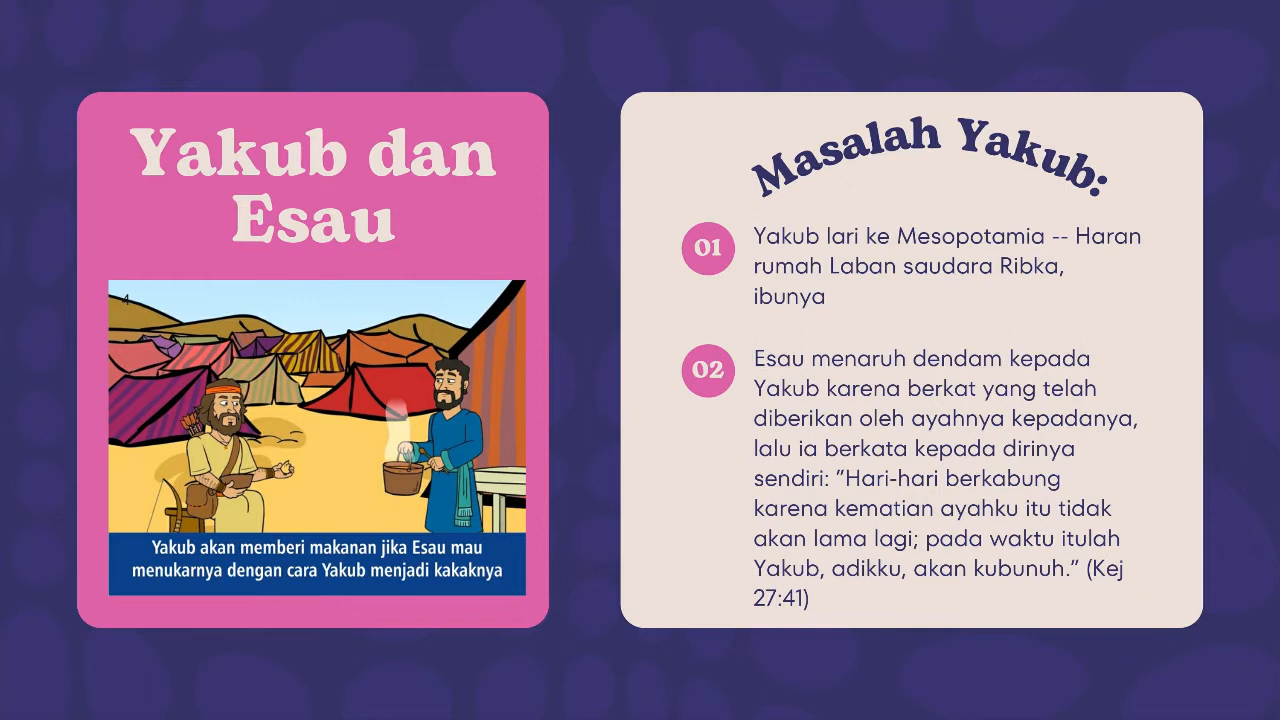 Yakub dan
Esau
4
Yakub akan memberi makanan jika Esau mau
menukarnya dengan cara Yakub menjadi kakaknya
Masalah Yakub:
01
Yakub lari ke Mesopotamia -- Haran
rumah Laban saudara Ribka,
ibunya
02
Esau menaruh dendam kepada
Yakub karena berkat yang telah
diberikan oleh ayahnya kepadanya,
lalu ia berkata kepada dirinya
sendiri: “Hari-hari berkabung
karena kematian ayahku itu tidak
akan lama lagi; pada waktu itulah
Yakub, adikku, akan kubunuh.” (Kej
27:41)